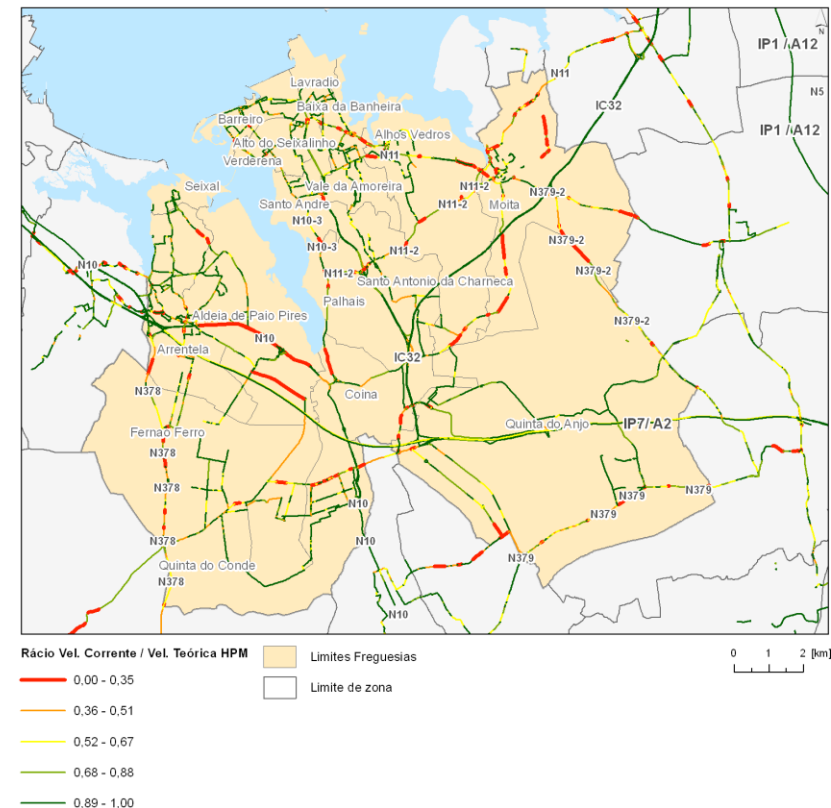 IP1 / A12
N
N11
N5
Lavradio
IC32
Baixa da Banheira
Barreiro
IP1 / A12
Alto do Seixalinho
Alhos Vedros
N11
Verderena
Seixal
Vale da Amoreira
N11-2
N379-2
Santo Andre
N11-2
Moita
N10-3
N379-2
N10-3
N11-2
N10
N11-2
N379-2
Santo Antonio da Charneca
Palhais
Aldeia de Paio Pires
N379-2
N10
Arrentela
IC32
N378
Coina
Quinta do Anjo
IP7/ A2
Fernao Ferro
N378
N378
N379
N379
N10
N379
N378
N10
N379
Quinta do Conde
N378
N10
Rácio Vel. Corrente / Vel. Teórica HPM
Limites Freguesias
0 1 2 [km]
0,00 - 0,35
Limite de zona
0,36 - 0,51
0,52 - 0,67
0,68 - 0,88
0,89 - 1,00